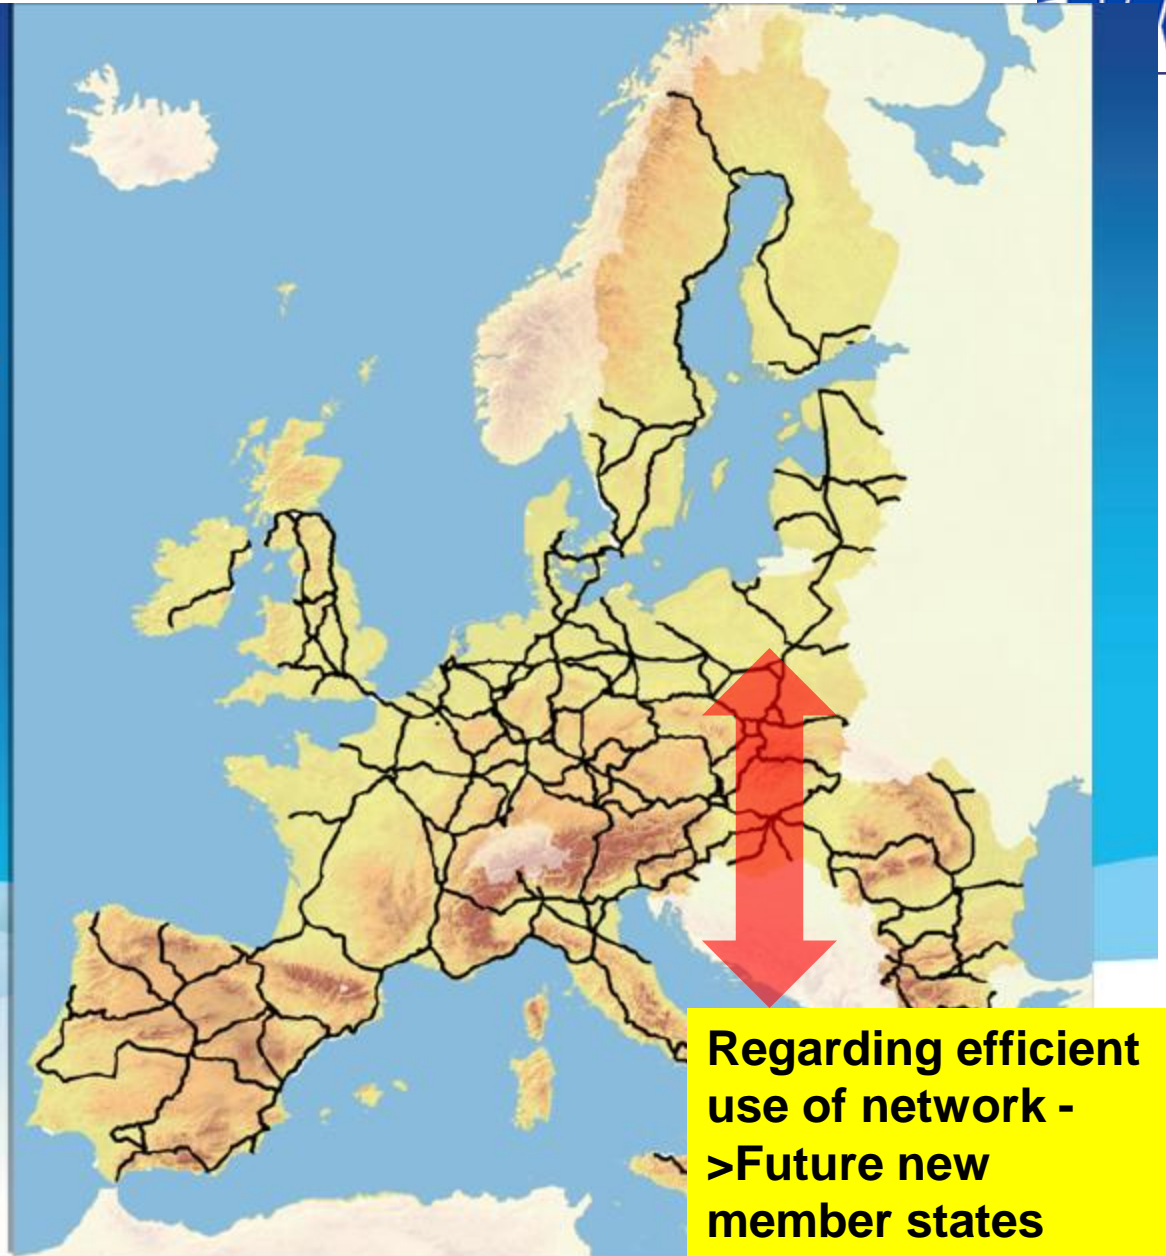 Regarding efficient
use of network -
>Future new
member states